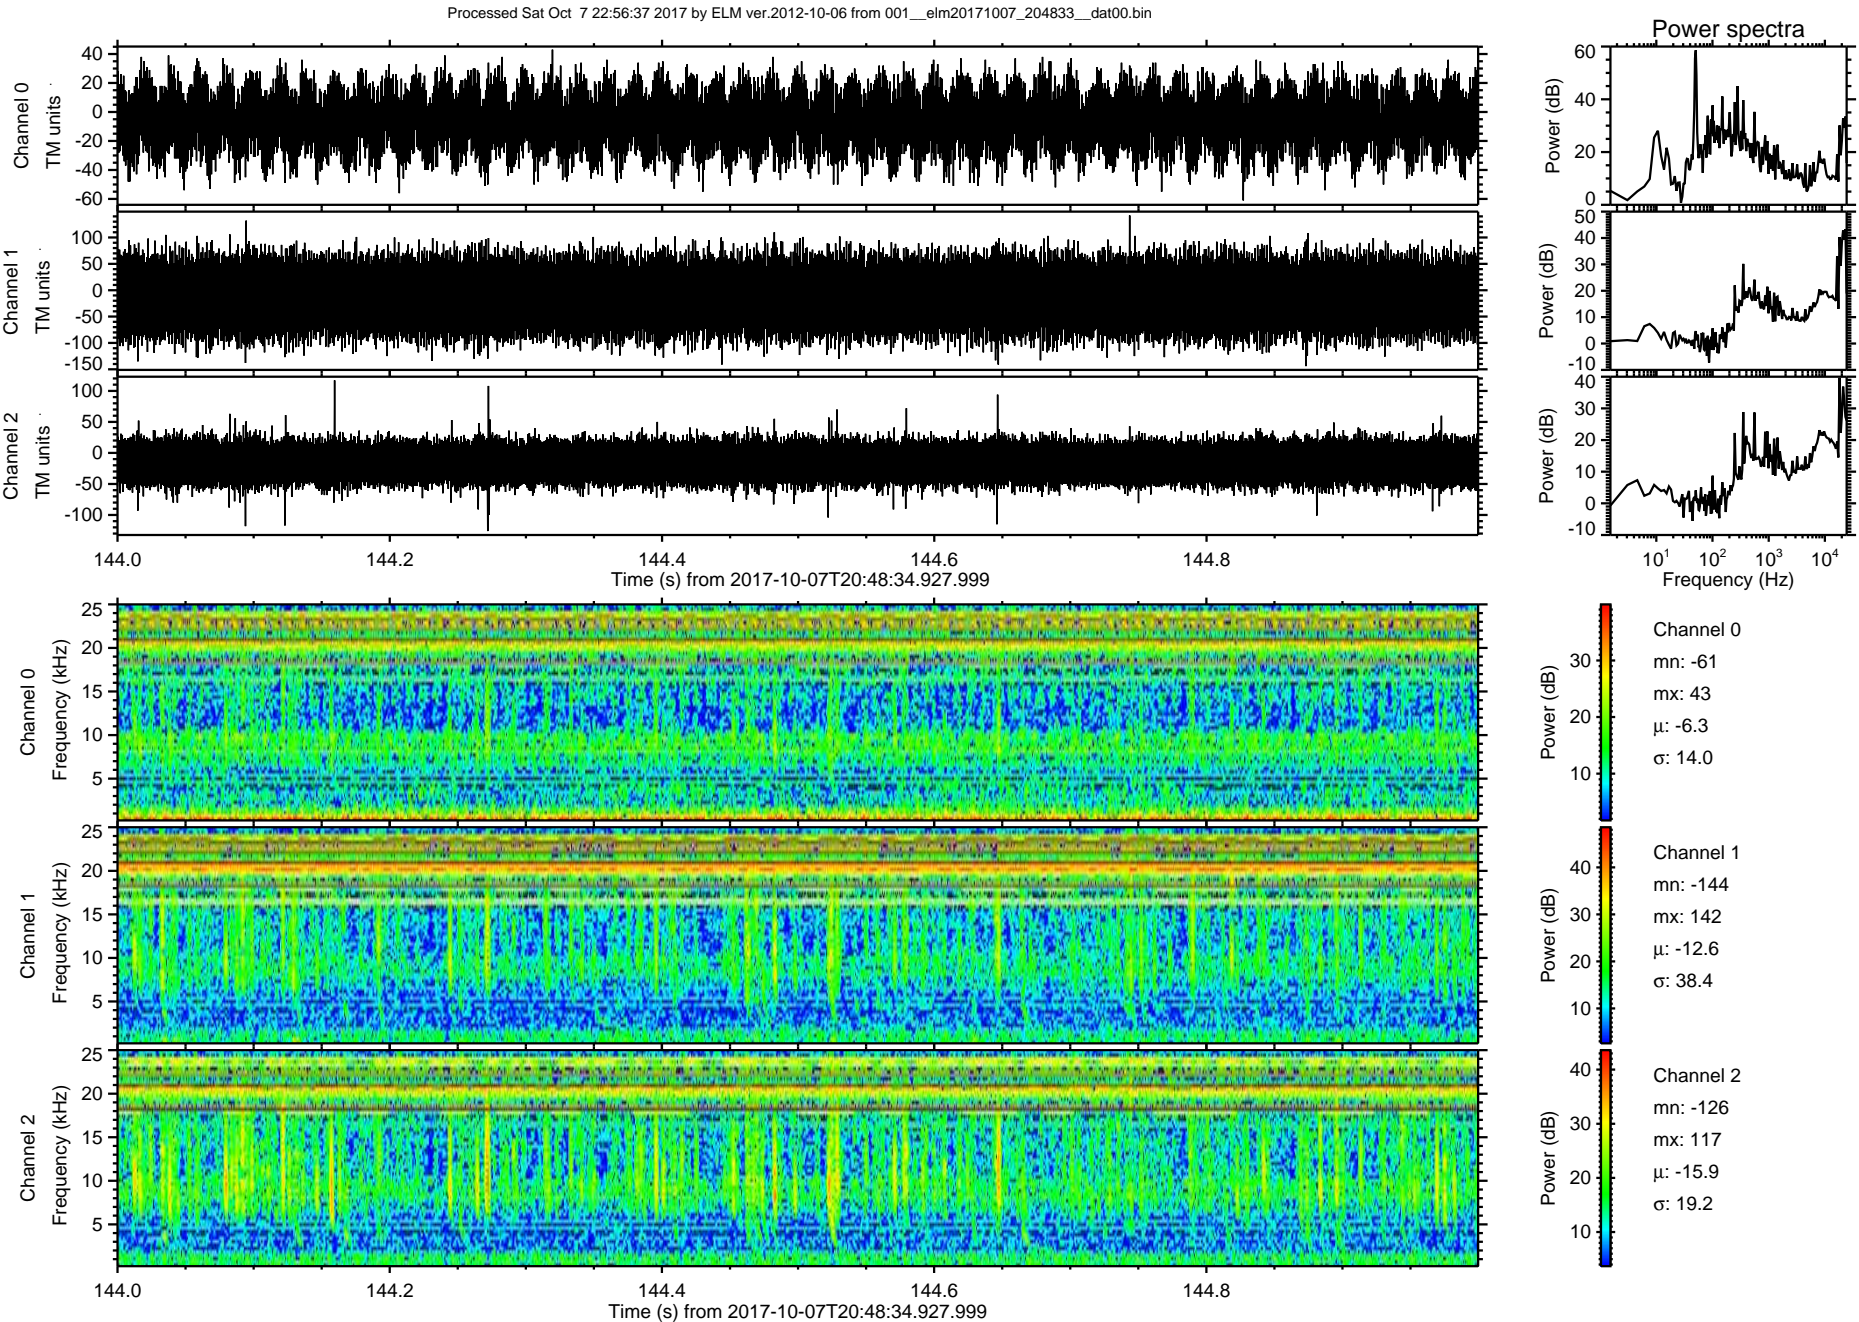 Processed Sat Oct  7 22:56:37 2017 by ELM ver.2012-10-06 from 001__elm20171007_204833__dat00.bin
Power spectra
Channel 0
TM units
40
20
0
-20
-40
-60
Power (dB)
60
40
20
0
Channel 1
TM units
100
50
0
-50
-100
-150
Power (dB)
50
40
30
20
10
0
-10
Channel 2
TM units
100
50
0
-50
-100
Power (dB)
40
30
20
10
0
-10
144.0 144.2 144.4 144.6 144.8
Time (s) from 2017-10-07T20:48:34.927.999
10^1 10^2 10^3 10^4
Frequency (Hz)
Channel 0
Frequency (kHz)
25
20
15
10
5
Power (dB)
30
20
10
Channel 0
mn: -61
mx: 43
μ: -6.3
σ: 14.0
Channel 1
Frequency (kHz)
25
20
15
10
5
Power (dB)
40
30
20
10
Channel 1
mn: -144
mx: 142
μ: -12.6
σ: 38.4
Channel 2
Frequency (kHz)
25
20
15
10
5
Power (dB)
40
30
20
10
Channel 2
mn: -126
mx: 117
μ: -15.9
σ: 19.2
144.0 144.2 144.4 144.6 144.8
Time (s) from 2017-10-07T20:48:34.927.999